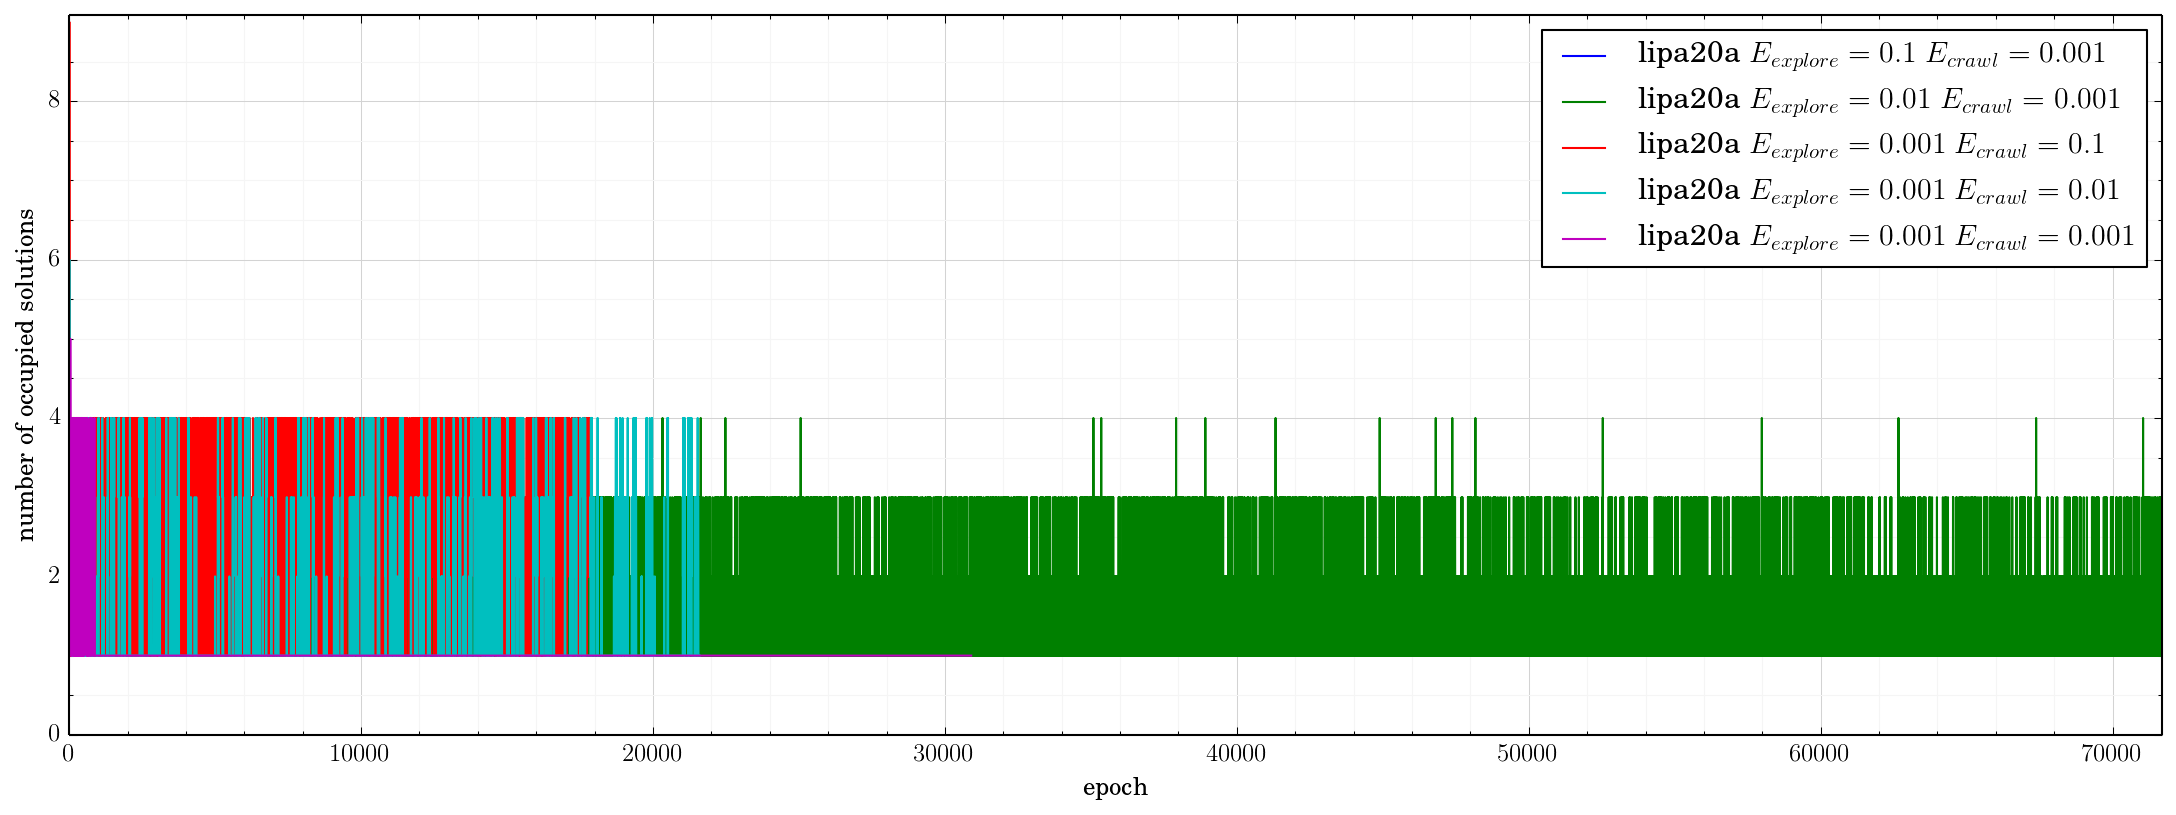 lipa20a E_explore = 0.1 E_crawl = 0.001
lipa20a E_explore = 0.01 E_crawl = 0.001
lipa20a E_explore = 0.001 E_crawl = 0.1
lipa20a E_explore = 0.001 E_crawl = 0.01
lipa20a E_explore = 0.001 E_crawl = 0.001
number of occupied solutions
8
6
4
2
0
0 10000 20000 30000 40000 50000 60000 70000
epoch